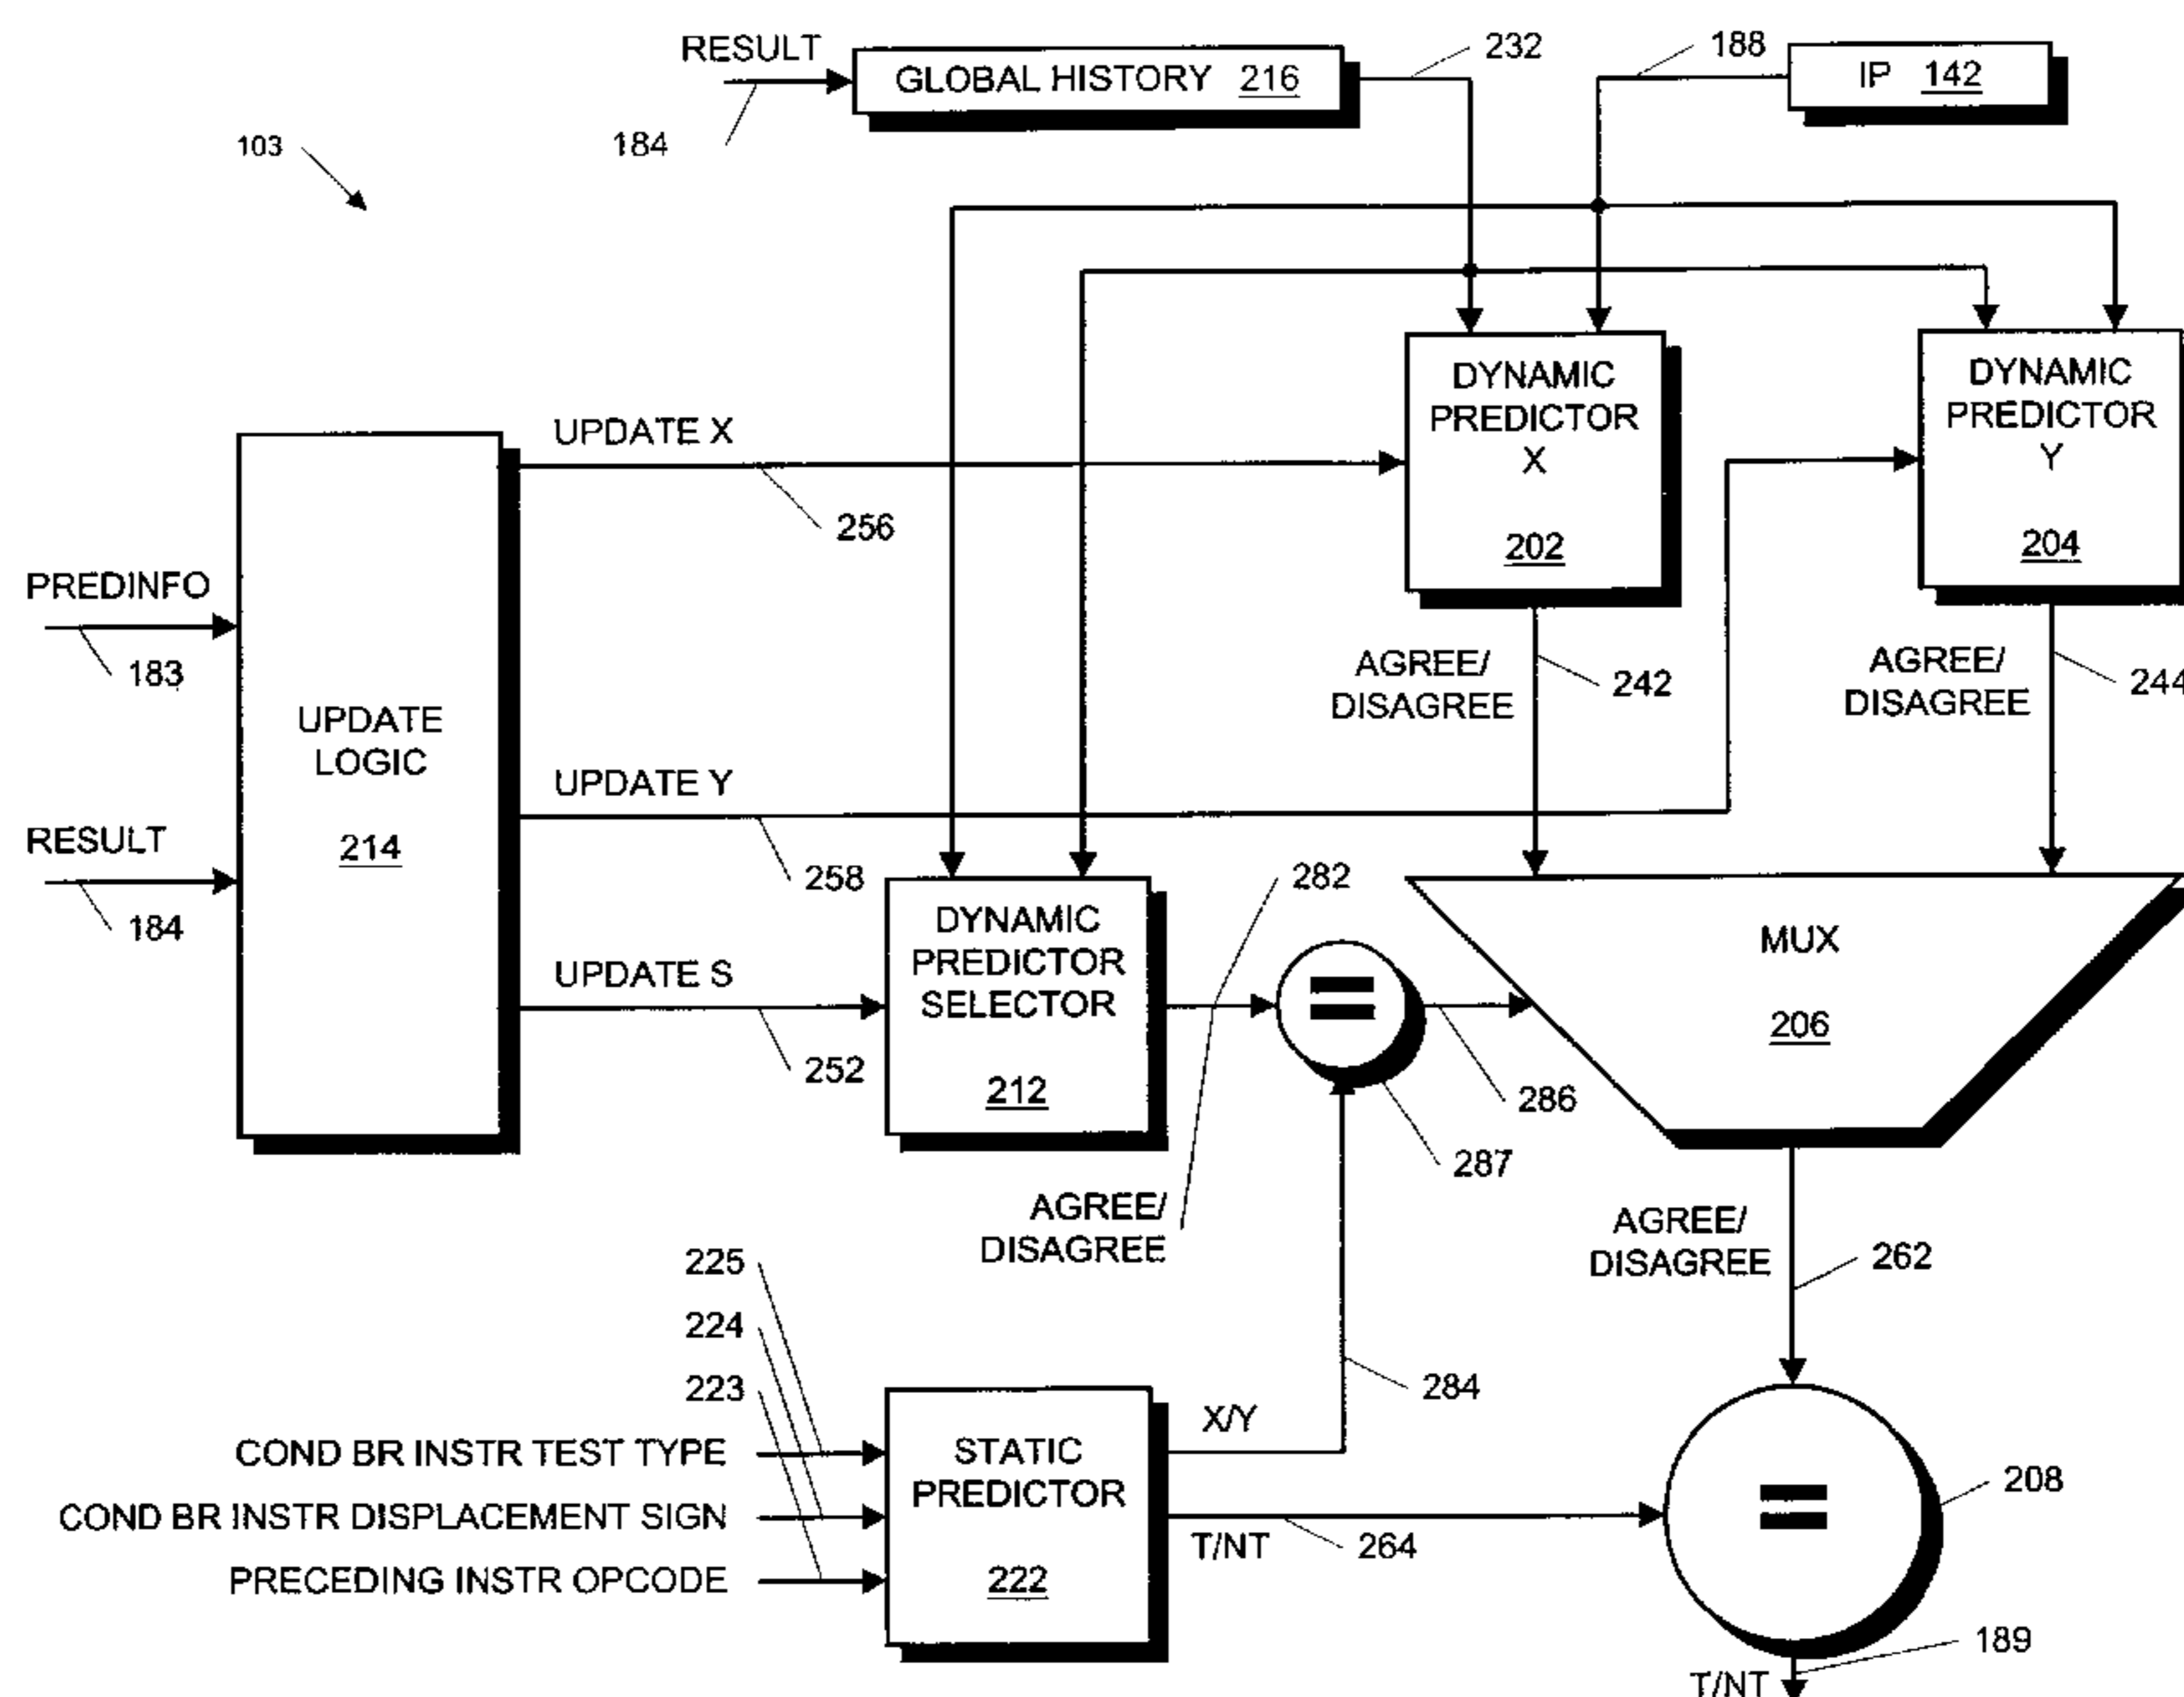 RESULT
GLOBAL HISTORY 216
232
188
IP 142
184
103
DYNAMIC
PREDICTOR
X
202
DYNAMIC
PREDICTOR
Y
204
UPDATE X
256
PREDINFO
183
AGREE/
DISAGREE
242
AGREE/
DISAGREE
244
UPDATE
LOGIC
214
UPDATE Y
258
RESULT
184
DYNAMIC
PREDICTOR
SELECTOR
212
282
=
MUX
206
UPDATE S
252
286
287
AGREE/
DISAGREE
AGREE/
DISAGREE
262
225
224
223
284
X/Y
COND BR INSTR TEST TYPE
COND BR INSTR DISPLACEMENT SIGN
PRECEDING INSTR OPCODE
STATIC
PREDICTOR
222
T/NT
264
=
208
189
T/NT